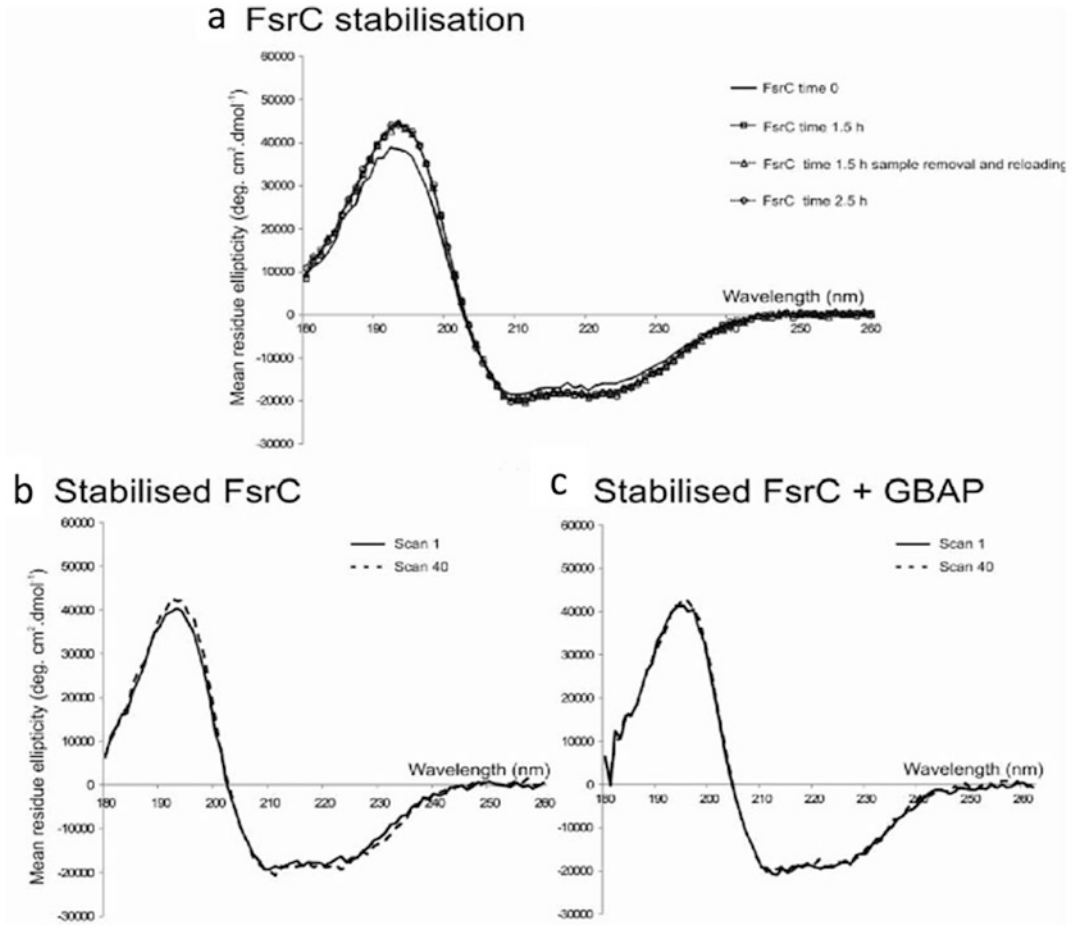 a FsrC stabilisation
60000
50000
40000
30000
20000
10000
0
-10000
-20000
-30000
Mean residue ellipticity (deg. cm².dmol⁻¹)
FsrC time 0
FsrC time 1.5 h
FsrC time 1.5 h sample removal and reloading
FsrC time 2.5 h
Wavelength (nm)
180 190 200 210 220 230 240 250 260
b Stabilised FsrC
60000
50000
40000
30000
20000
10000
0
-10000
-20000
-30000
Mean residue ellipticity (deg. cm².dmol⁻¹)
Scan 1
Scan 40
Wavelength (nm)
180 190 200 210 220 230 240 250 260
c Stabilised FsrC + GBAP
60000
50000
40000
30000
20000
10000
0
-10000
-20000
-30000
Scan 1
Scan 40
Wavelength (nm)
180 190 200 210 220 230 240 250 260